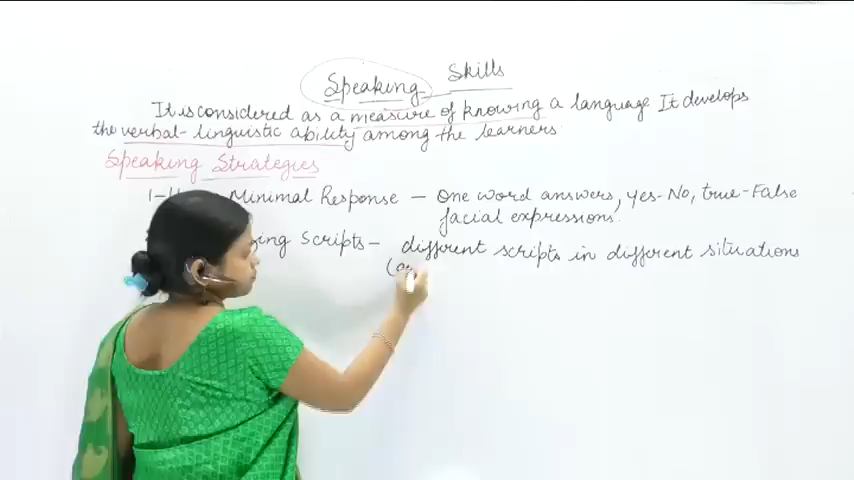 Speaking Skills
It is considered as a measure of knowing a language It develops
the verbal-linguistic ability among the learners
Speaking Strategies
1- Minimal Response - One word answers, yes-No, true-False
facial expressions.
Scripts - different scripts in different situations